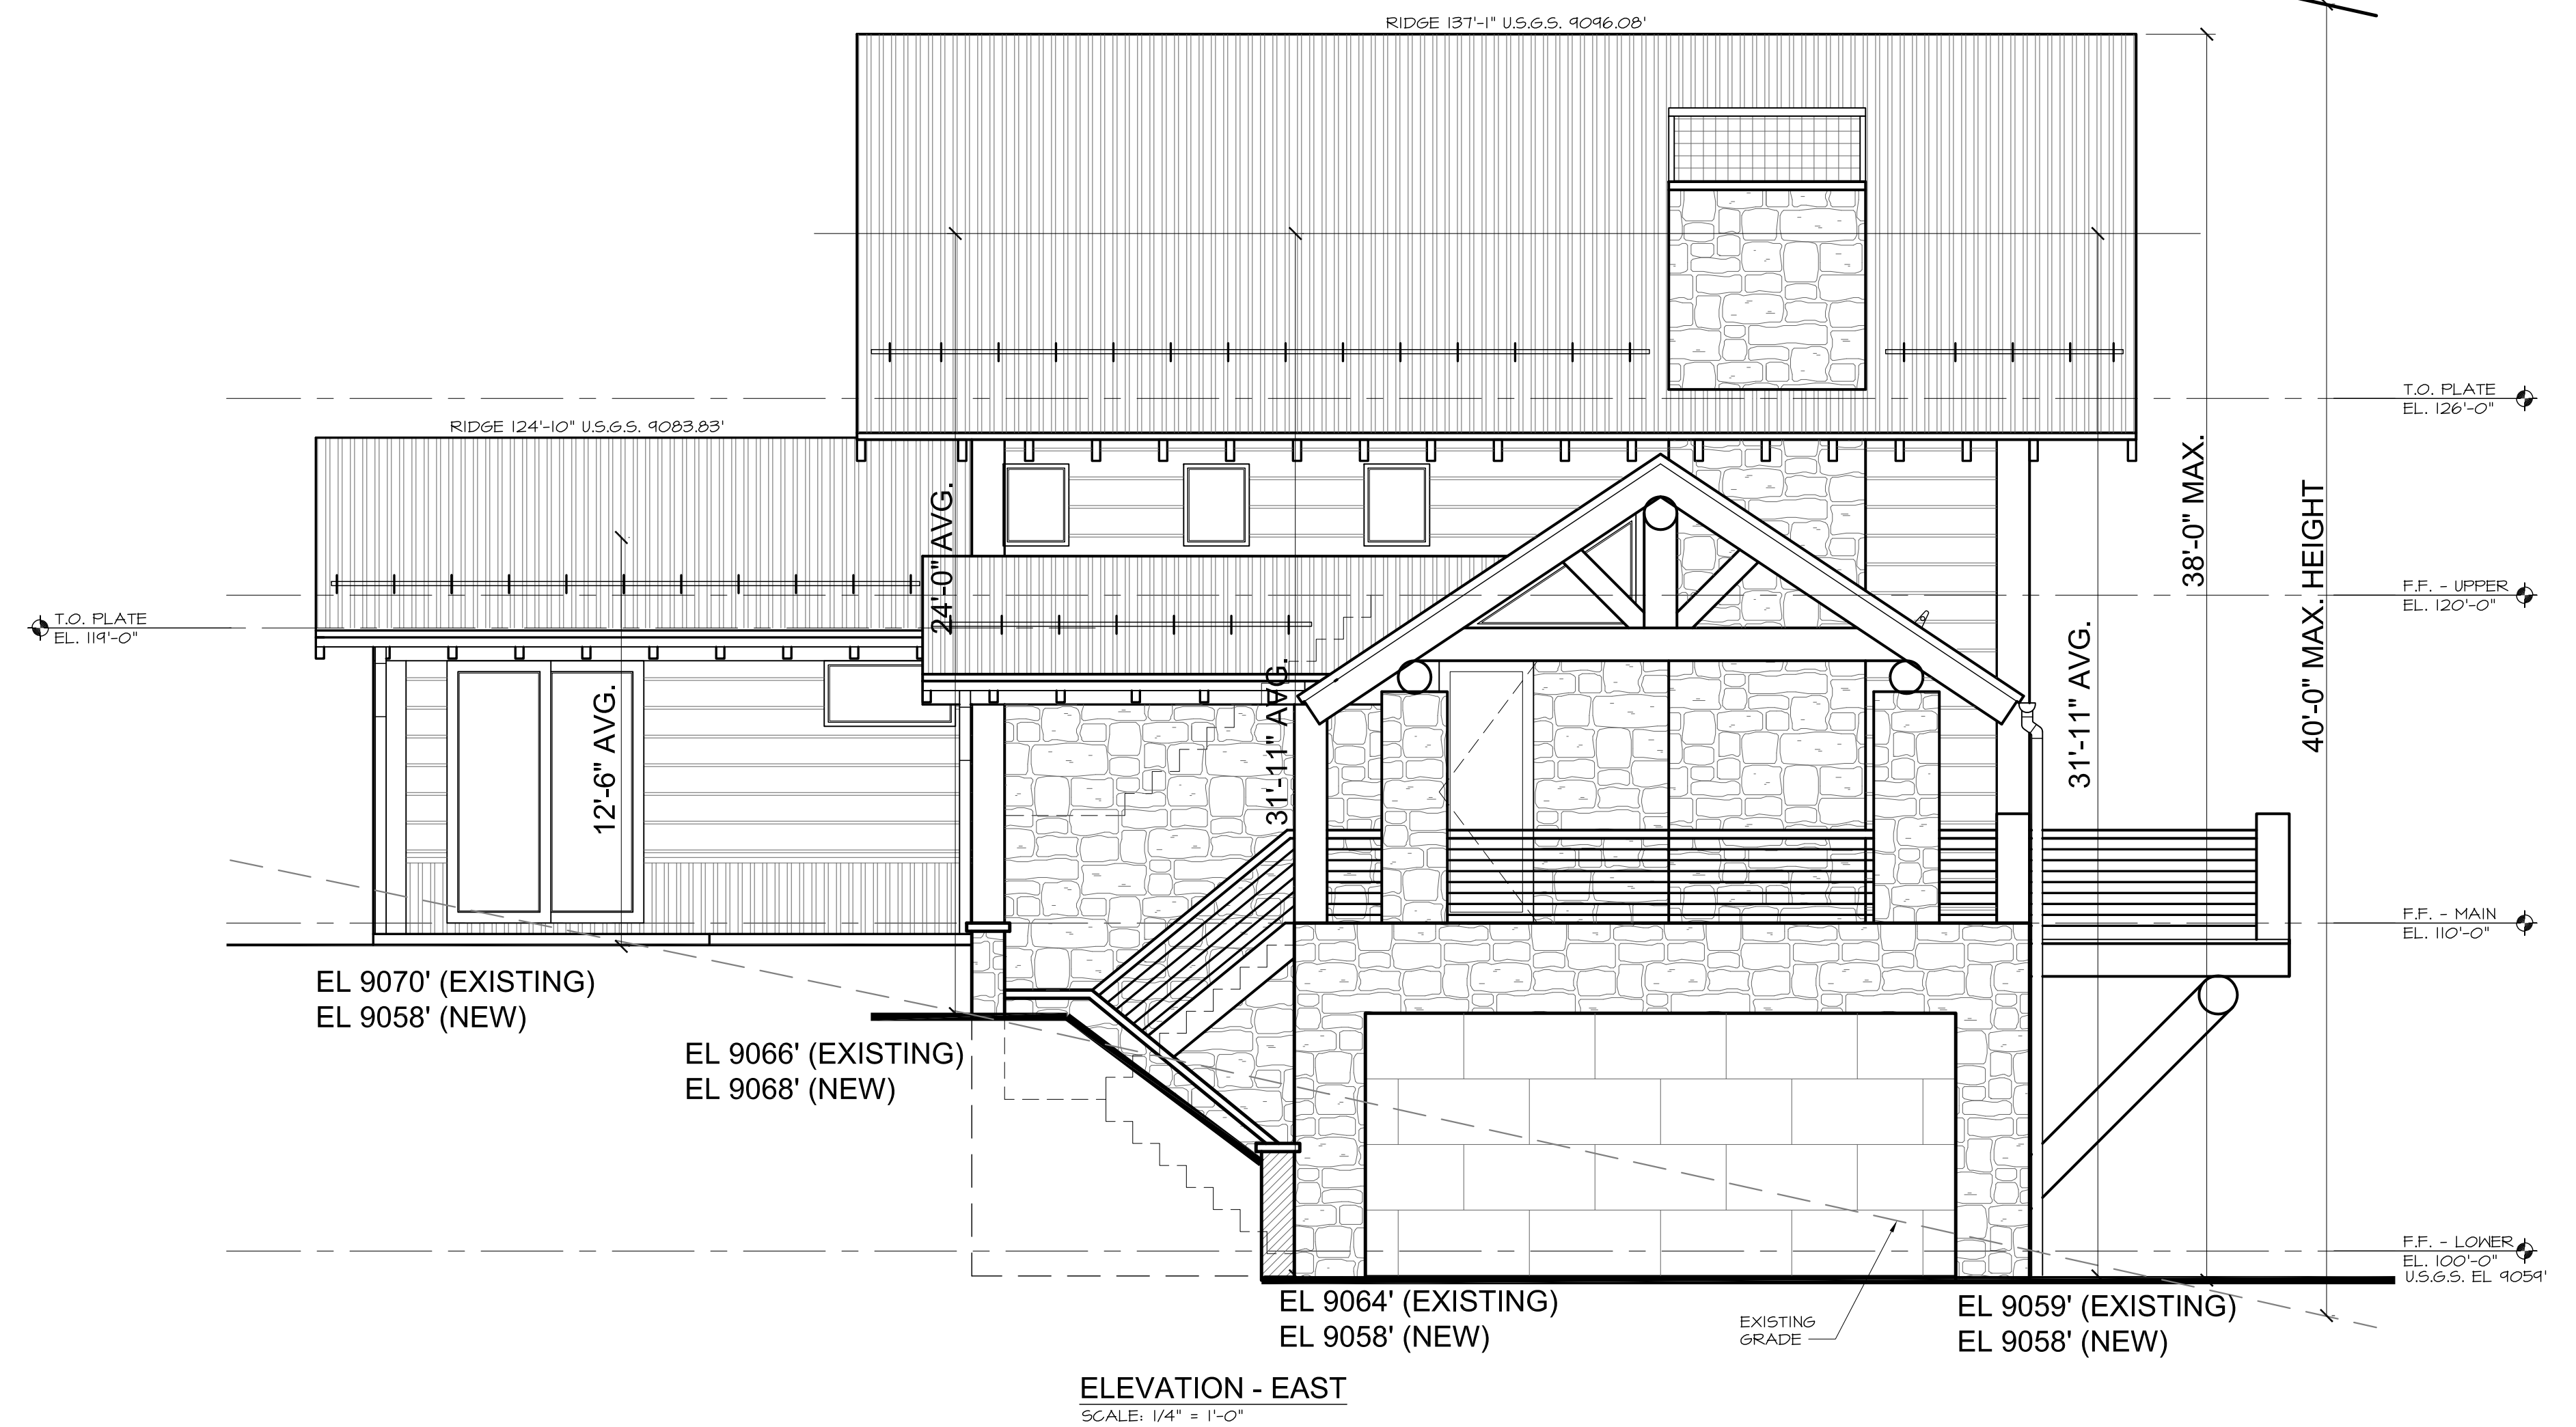 RIDGE 137'-1" U.S.G.S. 9096.08'
T.O. PLATE
EL. 126'-0"
RIDGE 124'-10" U.S.G.S. 9083.83'
38'-0" MAX.
40'-0" MAX. HEIGHT
24'-0" AVG.
F.F. - UPPER
EL. 120'-0"
T.O. PLATE
EL. 119'-0"
12'-6" AVG.
31'-11" AVG.
31'-11" AVG.
F.F. - MAIN
EL. 110'-0"
EL 9070' (EXISTING)
EL 9058' (NEW)
EL 9066' (EXISTING)
EL 9068' (NEW)
F.F. - LOWER
EL. 100'-0"
U.S.G.S. EL 9059'
EL 9064' (EXISTING)
EL 9058' (NEW)
EXISTING
GRADE
EL 9059' (EXISTING)
EL 9058' (NEW)
ELEVATION - EAST
SCALE: 1/4" = 1'-0"